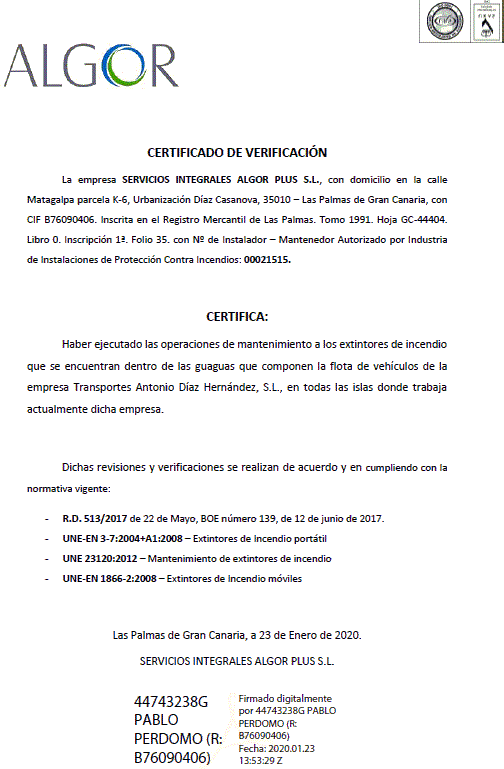 ALGOR
CERTIFICADO DE VERIFICACIÓN
La empresa SERVICIOS INTEGRALES ALGOR PLUS S.L., con domicilio en la calle
Matagalpa parcela K-6, Urbanización Díaz Casanova, 35010 – Las Palmas de Gran Canaria, con
CIF B76090406. Inscrita en el Registro Mercantil de Las Palmas. Tomo 1991. Hoja GC-44404.
Libro 0. Inscripción 1ª. Folio 35. con Nº de Instalador – Mantenedor Autorizado por Industria
de Instalaciones de Protección Contra Incendios: 00021515.
CERTIFICA:
Haber ejecutado las operaciones de mantenimiento a los extintores de incendio
que se encuentran dentro de las guaguas que componen la flota de vehículos de la
empresa Transportes Antonio Díaz Hernández, S.L., en todas las islas donde trabaja
actualmente dicha empresa.
Dichas revisiones y verificaciones se realizan de acuerdo y en cumpliendo con la
normativa vigente:
- R.D. 513/2017 de 22 de Mayo, BOE número 139, de 12 de junio de 2017.
- UNE-EN 3-7:2004+A1:2008 – Extintores de Incendio portátil
- UNE 23120:2012 – Mantenimiento de extintores de incendio
- UNE-EN 1866-2:2008 – Extintores de Incendio móviles
Las Palmas de Gran Canaria, a 23 de Enero de 2020.
SERVICIOS INTEGRALES ALGOR PLUS S.L.
44743238G
PABLO
PERDOMO (R:
B76090406)
Firmado digitalmente
por 44743238G PABLO
PERDOMO (R:
B76090406)
Fecha: 2020.01.23
13:53:29 Z